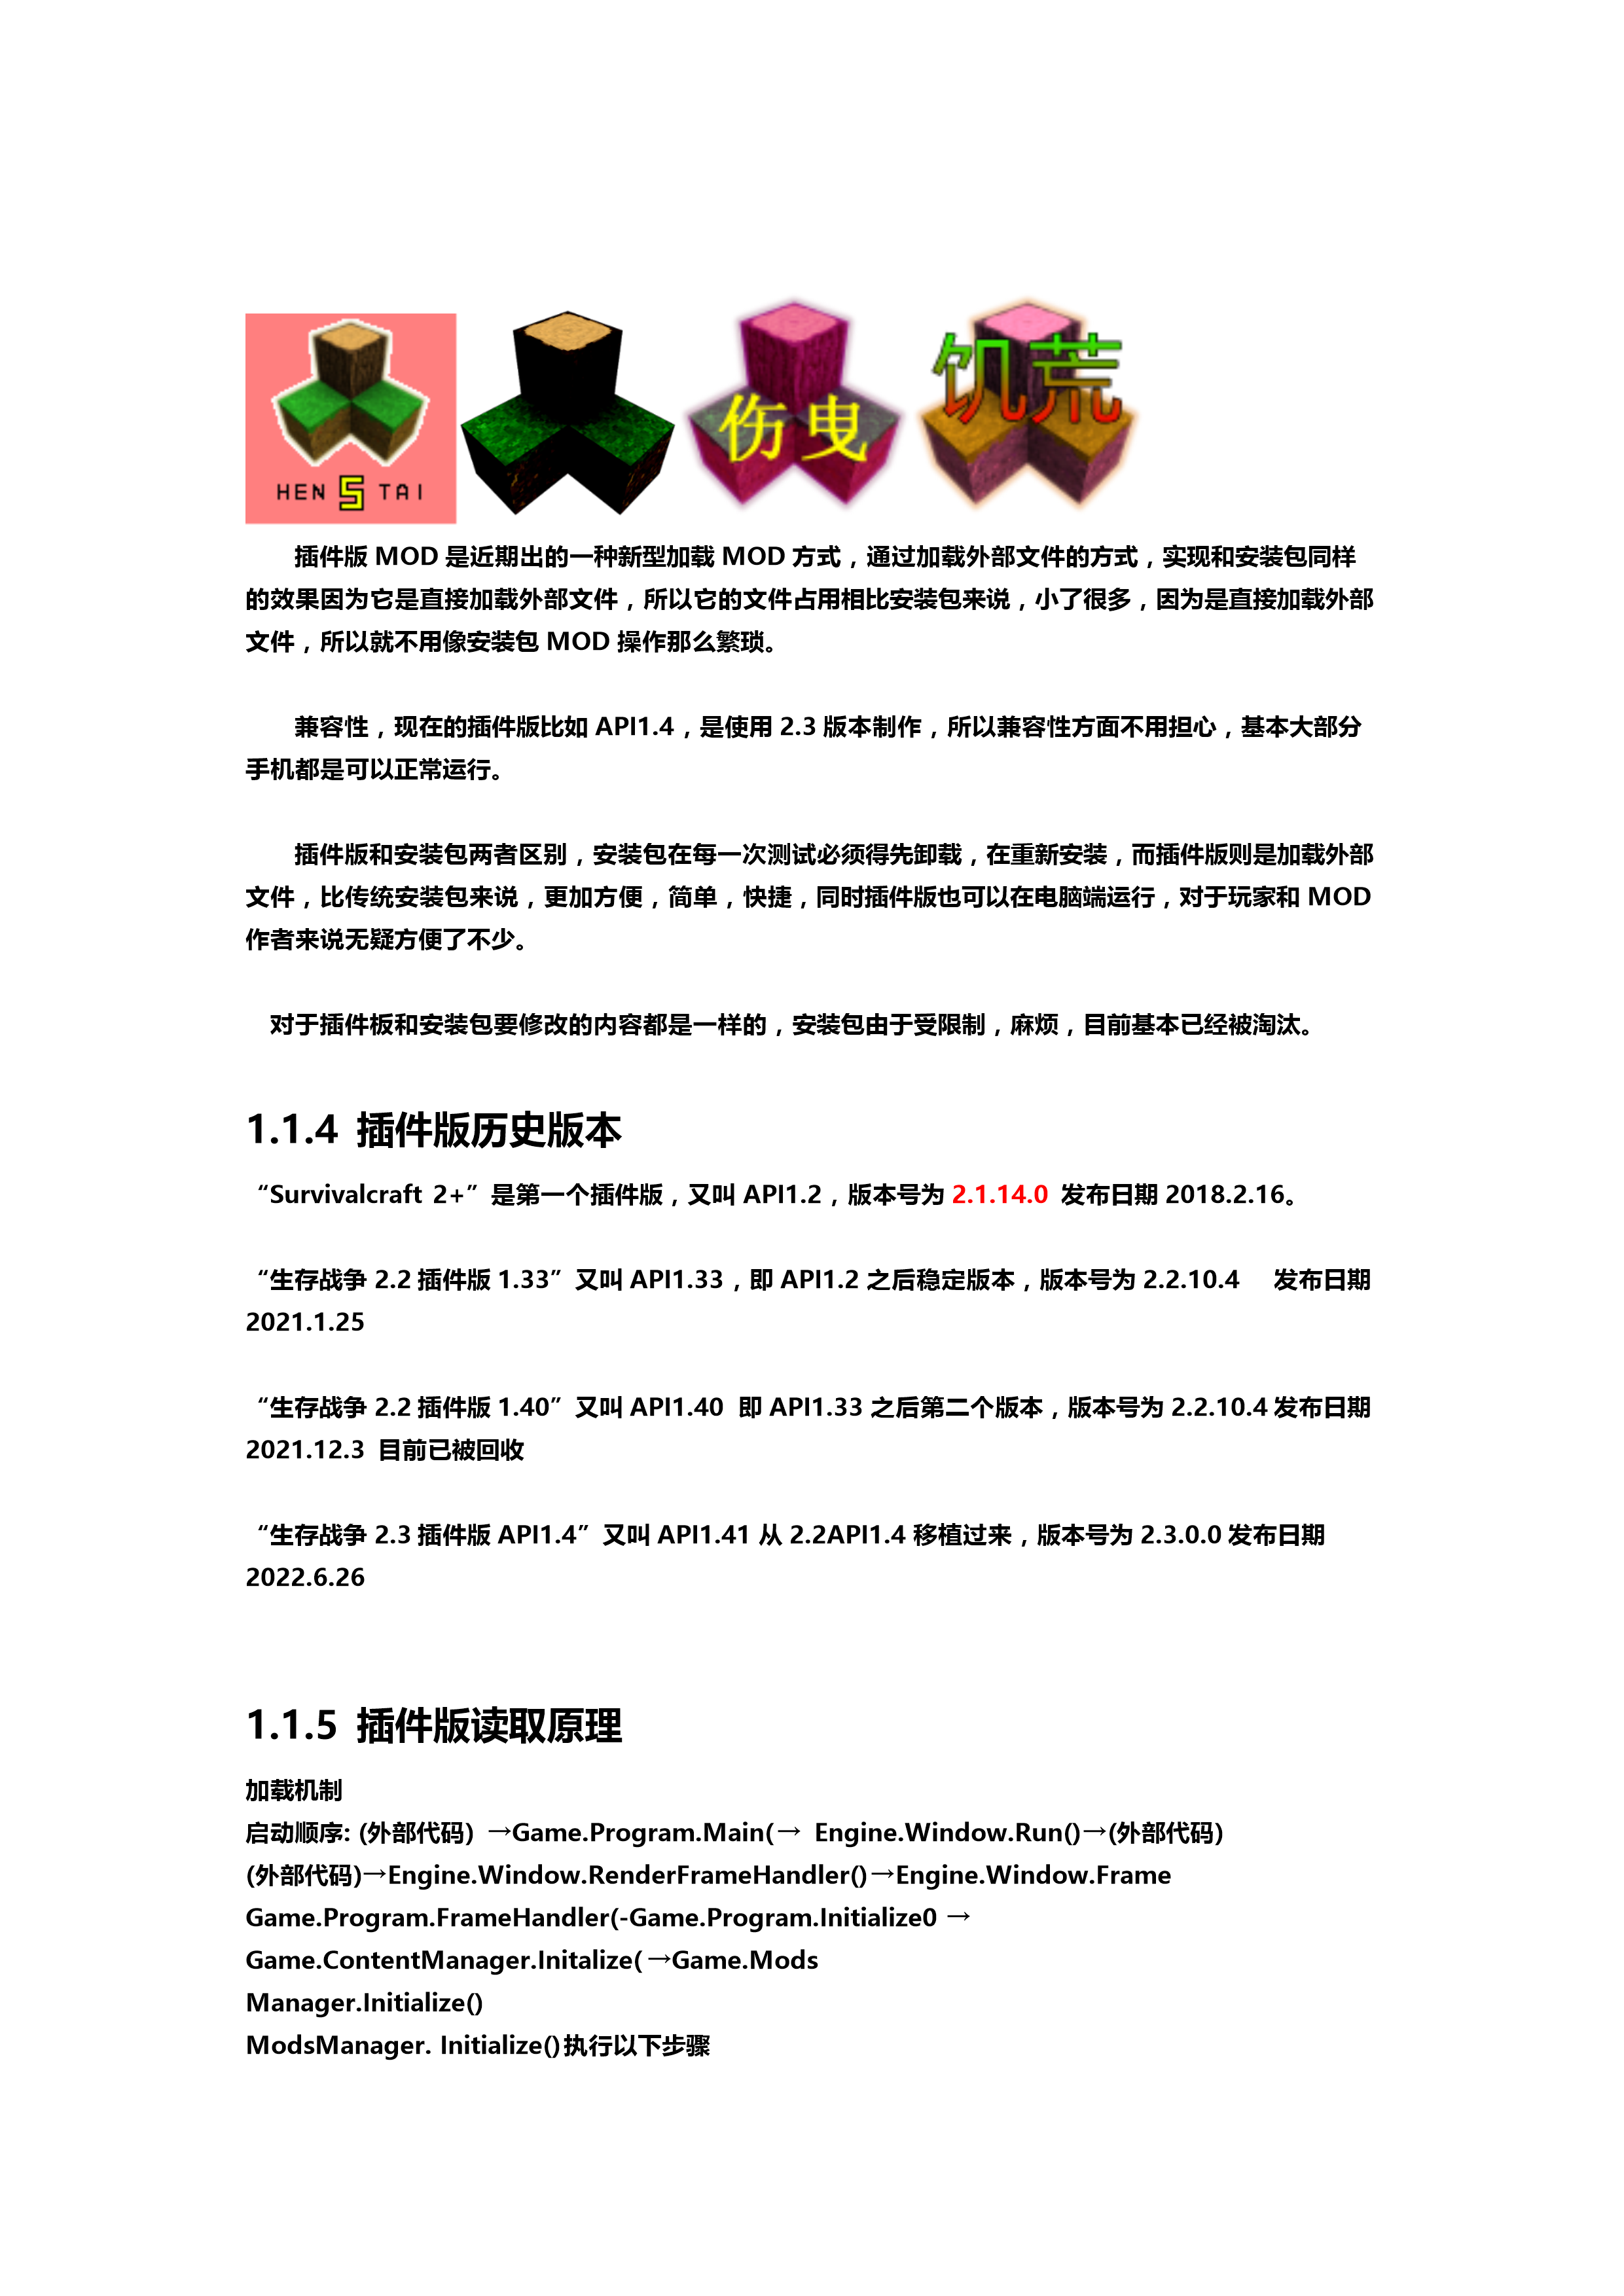 HEN S TAI
伤曳
饥荒
插件版 MOD 是近期出的一种新型加载 MOD 方式，通过加载外部文件的方式，实现和安装包同样
的效果因为它是直接加载外部文件，所以它的文件占用相比安装包来说，小了很多，因为是直接加载外部
文件，所以就不用像安装包 MOD 操作那么繁琐。
兼容性，现在的插件版比如 API1.4，是使用 2.3 版本制作，所以兼容性方面不用担心，基本大部分
手机都是可以正常运行。
插件版和安装包两者区别，安装包在每一次测试必须得先卸载，在重新安装，而插件版则是加载外部
文件，比传统安装包来说，更加方便，简单，快捷，同时插件版也可以在电脑端运行，对于玩家和 MOD
作者来说无疑方便了不少。
对于插件板和安装包要修改的内容都是一样的，安装包由于受限制，麻烦，目前基本已经被淘汰。
1.1.4 插件版历史版本
“Survivalcraft 2+”是第一个插件版，又叫 API1.2，版本号为 2.1.14.0 发布日期 2018.2.16。
“生存战争 2.2 插件版 1.33”又叫 API1.33，即 API1.2 之后稳定版本，版本号为 2.2.10.4 发布日期
2021.1.25
“生存战争 2.2 插件版 1.40”又叫 API1.40 即 API1.33 之后第二个版本，版本号为 2.2.10.4 发布日期
2021.12.3 目前已被回收
“生存战争 2.3 插件版 API1.4”又叫 API1.41 从 2.2API1.4 移植过来，版本号为 2.3.0.0 发布日期
2022.6.26
1.1.5 插件版读取原理
加载机制
启动顺序: (外部代码) →Game.Program.Main(→ Engine.Window.Run()→(外部代码)
(外部代码)→Engine.Window.RenderFrameHandler()→Engine.Window.Frame
Game.Program.FrameHandler(-Game.Program.Initialize0 →
Game.ContentManager.Initalize(→Game.Mods
Manager.Initialize()
ModsManager. Initialize()执行以下步骤